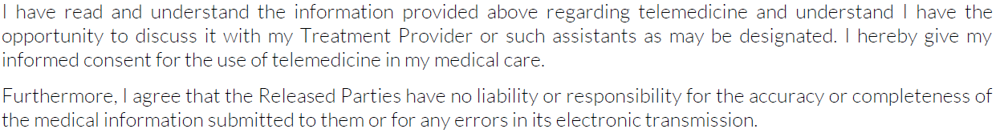 I have read and understand the information provided above regarding telemedicine and understand I have the
opportunity to discuss it with my Treatment Provider or such assistants as may be designated. I hereby give my
informed consent for the use of telemedicine in my medical care.
Furthermore, I agree that the Released Parties have no liability or responsibility for the accuracy or completeness of
the medical information submitted to them or for any errors in its electronic transmission.